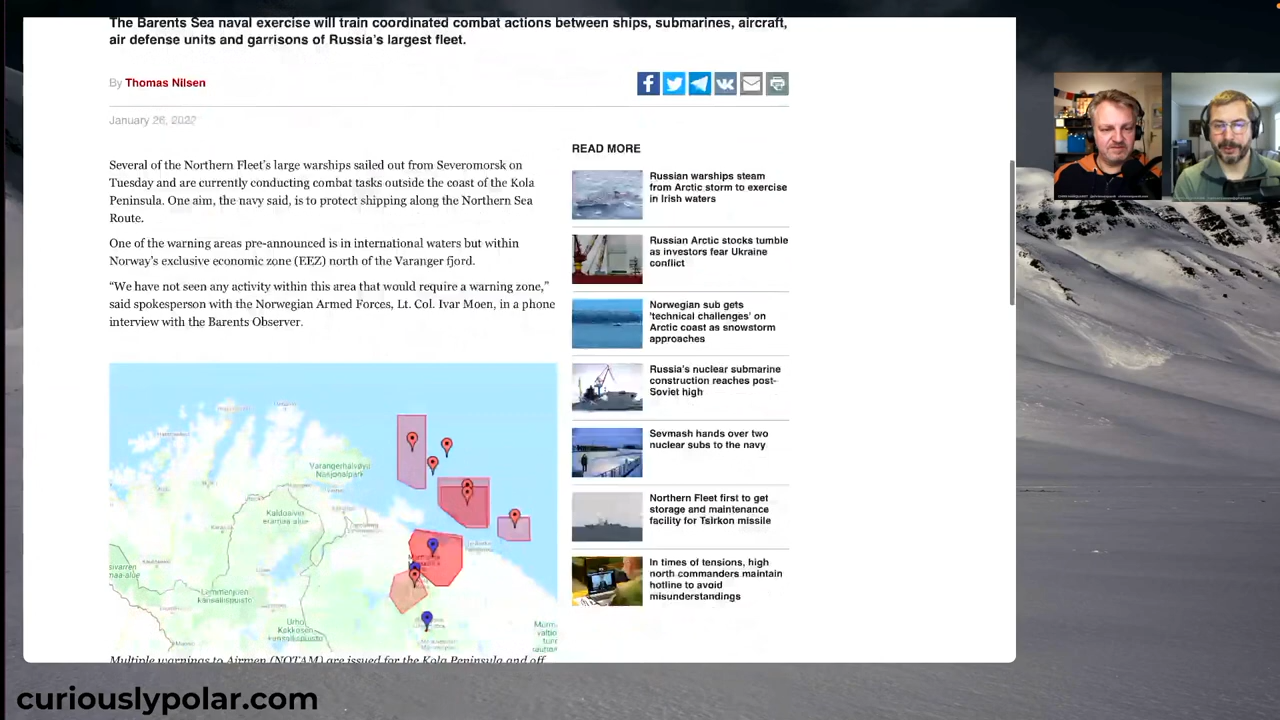 The Barents Sea naval exercise will train coordinated combat actions between ships, submarines, aircraft,
air defense units and garrisons of Russia's largest fleet.
By Thomas Nilsen
January 26, 2022
Several of the Northern Fleet's large warships sailed out from Severomorsk on
Tuesday and are currently conducting combat tasks outside the coast of the Kola
Peninsula. One aim, the navy said, is to protect shipping along the Northern Sea
Route.
One of the warning areas pre-announced is in international waters but within
Norway's exclusive economic zone (EEZ) north of the Varanger fjord.
“We have not seen any activity within this area that would require a warning zone,”
said spokesperson with the Norwegian Armed Forces, Lt. Col. Ivar Moen, in a phone
interview with the Barents Observer.
Varangerhalvøya
Nasjonalpark
Kaldoaivin
erämaa-alue
Urho
Kekkosen
kansallispuisto
Multiple warnings to Airmen (NOTAM) are issued for the Kola Peninsula and off
READ MORE
Russian warships steam
from Arctic storm to exercise
in Irish waters
Russian Arctic stocks tumble
as investors fear Ukraine
conflict
Norwegian sub gets
'technical challenges' on
Arctic coast as snowstorm
approaches
Russia's nuclear submarine
construction reaches post-
Soviet high
Sevmash hands over two
nuclear subs to the navy
Northern Fleet first to get
storage and maintenance
facility for Tsirkon missile
In times of tensions, high
north commanders maintain
hotline to avoid
misunderstandings
curiouslypolar.com